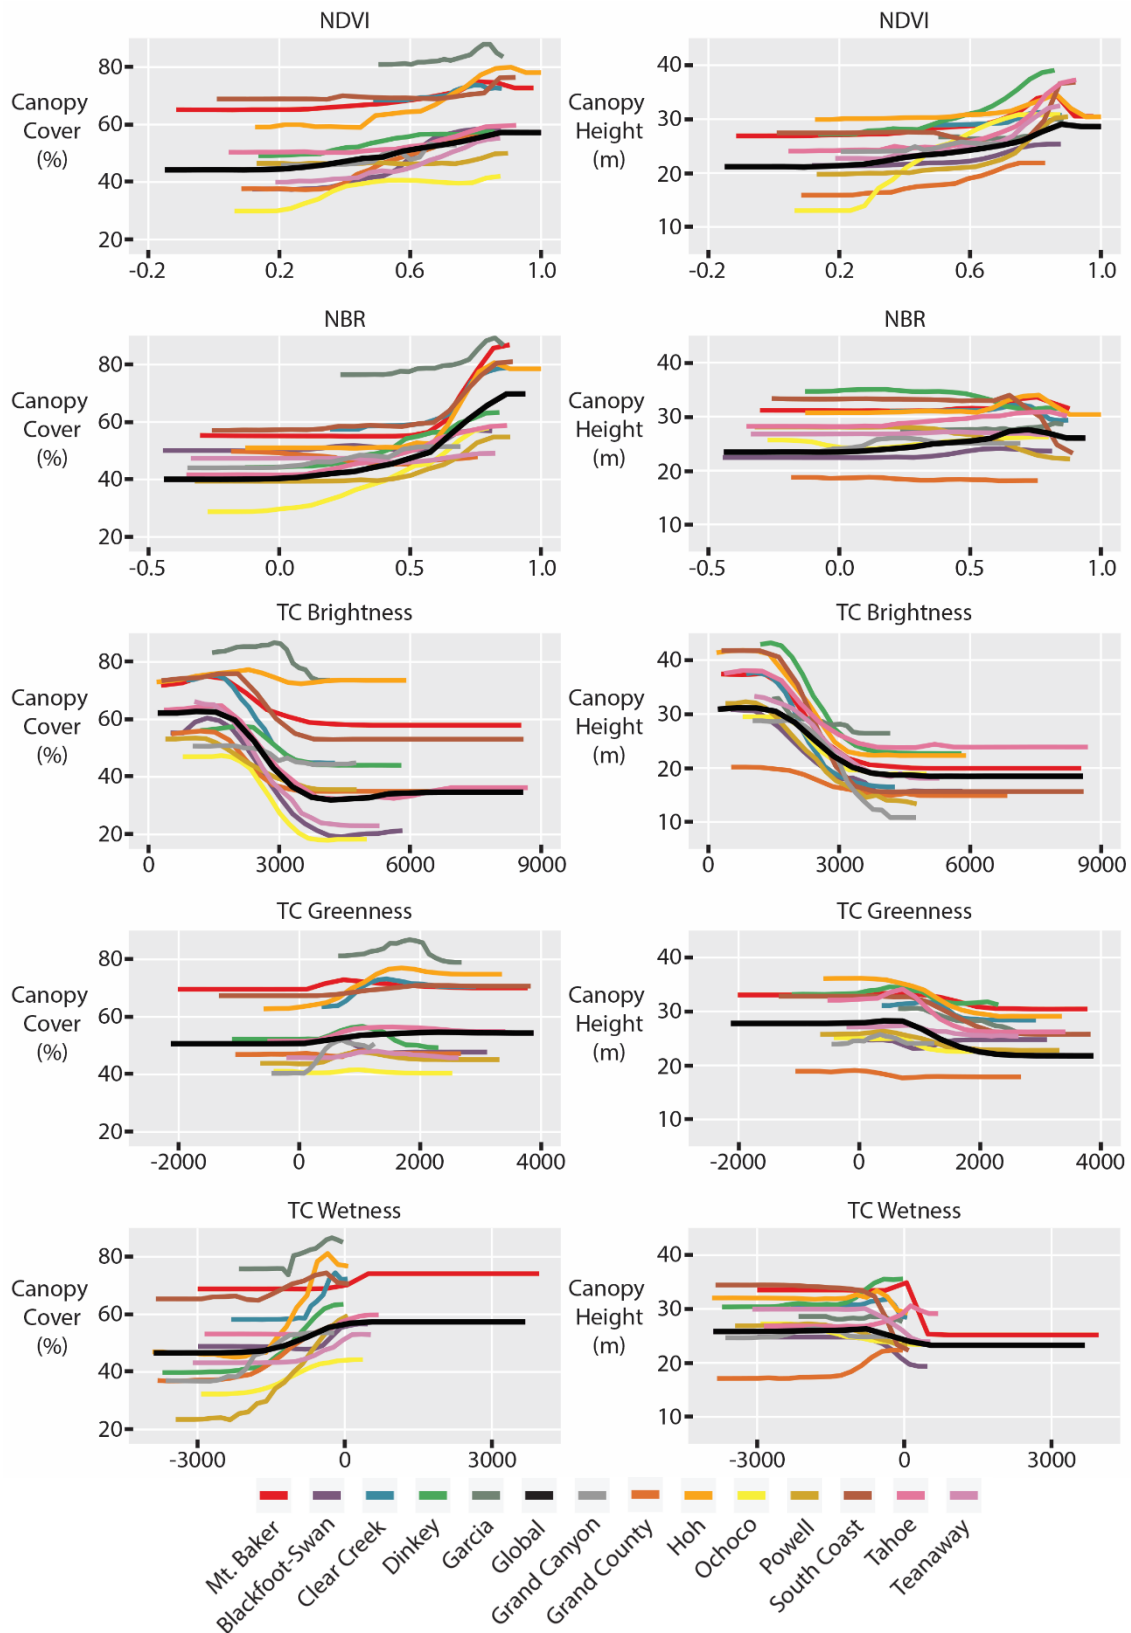 NDVI
NDVI
80
60
40
20
Canopy
Cover
(%)
-0.2
0.2
0.6
1.0
Canopy
Height
(m)
40
30
20
10
-0.2
0.2
0.6
1.0
NBR
NBR
80
60
40
20
Canopy
Cover
(%)
-0.5
0.0
0.5
1.0
Canopy
Height
(m)
40
30
20
10
-0.5
0.0
0.5
1.0
TC Brightness
TC Brightness
80
60
40
20
Canopy
Cover
(%)
0
3000
6000
9000
Canopy
Height
(m)
40
30
20
10
0
3000
6000
9000
TC Greenness
TC Greenness
80
60
40
20
Canopy
Cover
(%)
-2000
0
2000
4000
Canopy
Height
(m)
40
30
20
10
-2000
0
2000
4000
TC Wetness
TC Wetness
80
60
40
20
Canopy
Cover
(%)
-3000
0
3000
Canopy
Height
(m)
40
30
20
10
-3000
0
3000
Mt. Baker
Blackfoot-Swan
Clear Creek
Dinkey
Garcia
Global
Grand Canyon
Grand County
Hoh
Ochoco
Powell
South Coast
Tahoe
Teanaway